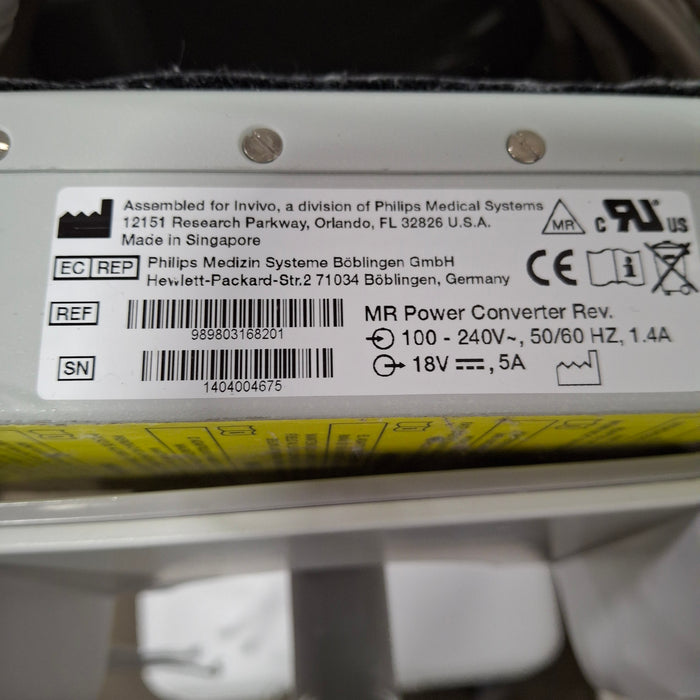 Assembled for Invivo, a division of Philips Medical Systems
12151 Research Parkway, Orlando, FL 32826 U.S.A.
Made in Singapore
MR
c RU US
EC REP
Philips Medizin Systeme Böblingen GmbH
Hewlett-Packard-Str.2 71034 Böblingen, Germany
CE
i
REF
989803168201
MR Power Converter Rev.
100 - 240V~, 50/60 HZ, 1.4A
SN
1404004675
18V ⎓, 5A